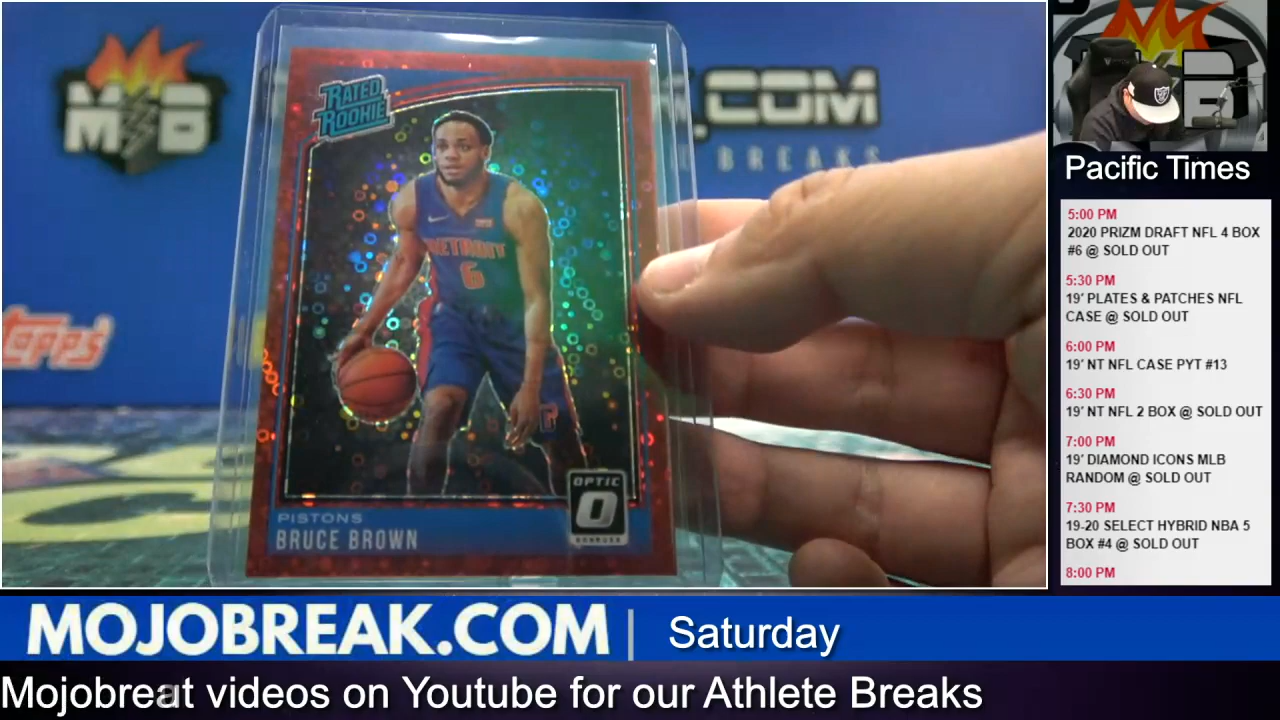 M B
.COM
BREAKS
Topps
RATED
ROOKIE
DETROIT
6
OPTIC
O
DONRUSS
PISTONS
BRUCE BROWN
Pacific Times
5:00 PM
2020 PRIZM DRAFT NFL 4 BOX
#6 @ SOLD OUT
5:30 PM
19' PLATES & PATCHES NFL
CASE @ SOLD OUT
6:00 PM
19' NT NFL CASE PYT #13
6:30 PM
19' NT NFL 2 BOX @ SOLD OUT
7:00 PM
19' DIAMOND ICONS MLB
RANDOM @ SOLD OUT
7:30 PM
19-20 SELECT HYBRID NBA 5
BOX #4 @ SOLD OUT
8:00 PM
MOJOBREAK.COM | Saturday
Mojobreat videos on Youtube for our Athlete Breaks